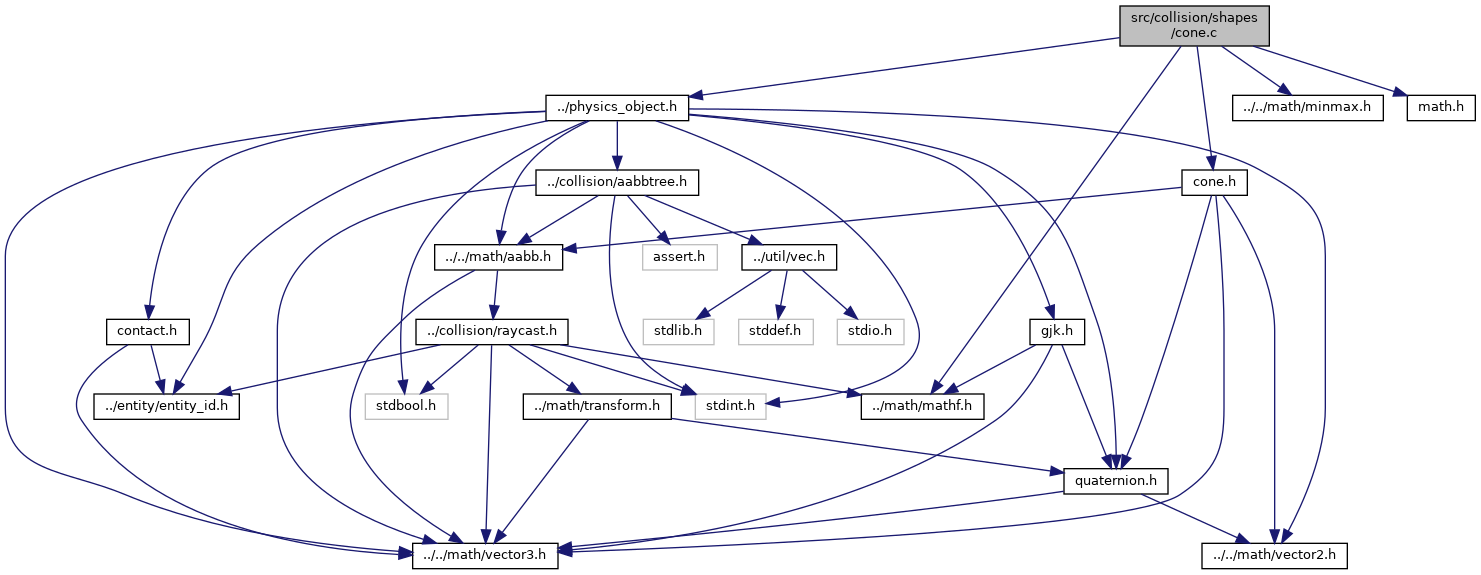 src/collision/shapes
/cone.c
../physics_object.h
../../math/minmax.h
math.h
../collision/aabbtree.h
cone.h
../../math/aabb.h
assert.h
../util/vec.h
contact.h
../collision/raycast.h
stdlib.h
stddef.h
stdio.h
gjk.h
../entity/entity_id.h
stdbool.h
../math/transform.h
stdint.h
../math/mathf.h
quaternion.h
../../math/vector3.h
../../math/vector2.h